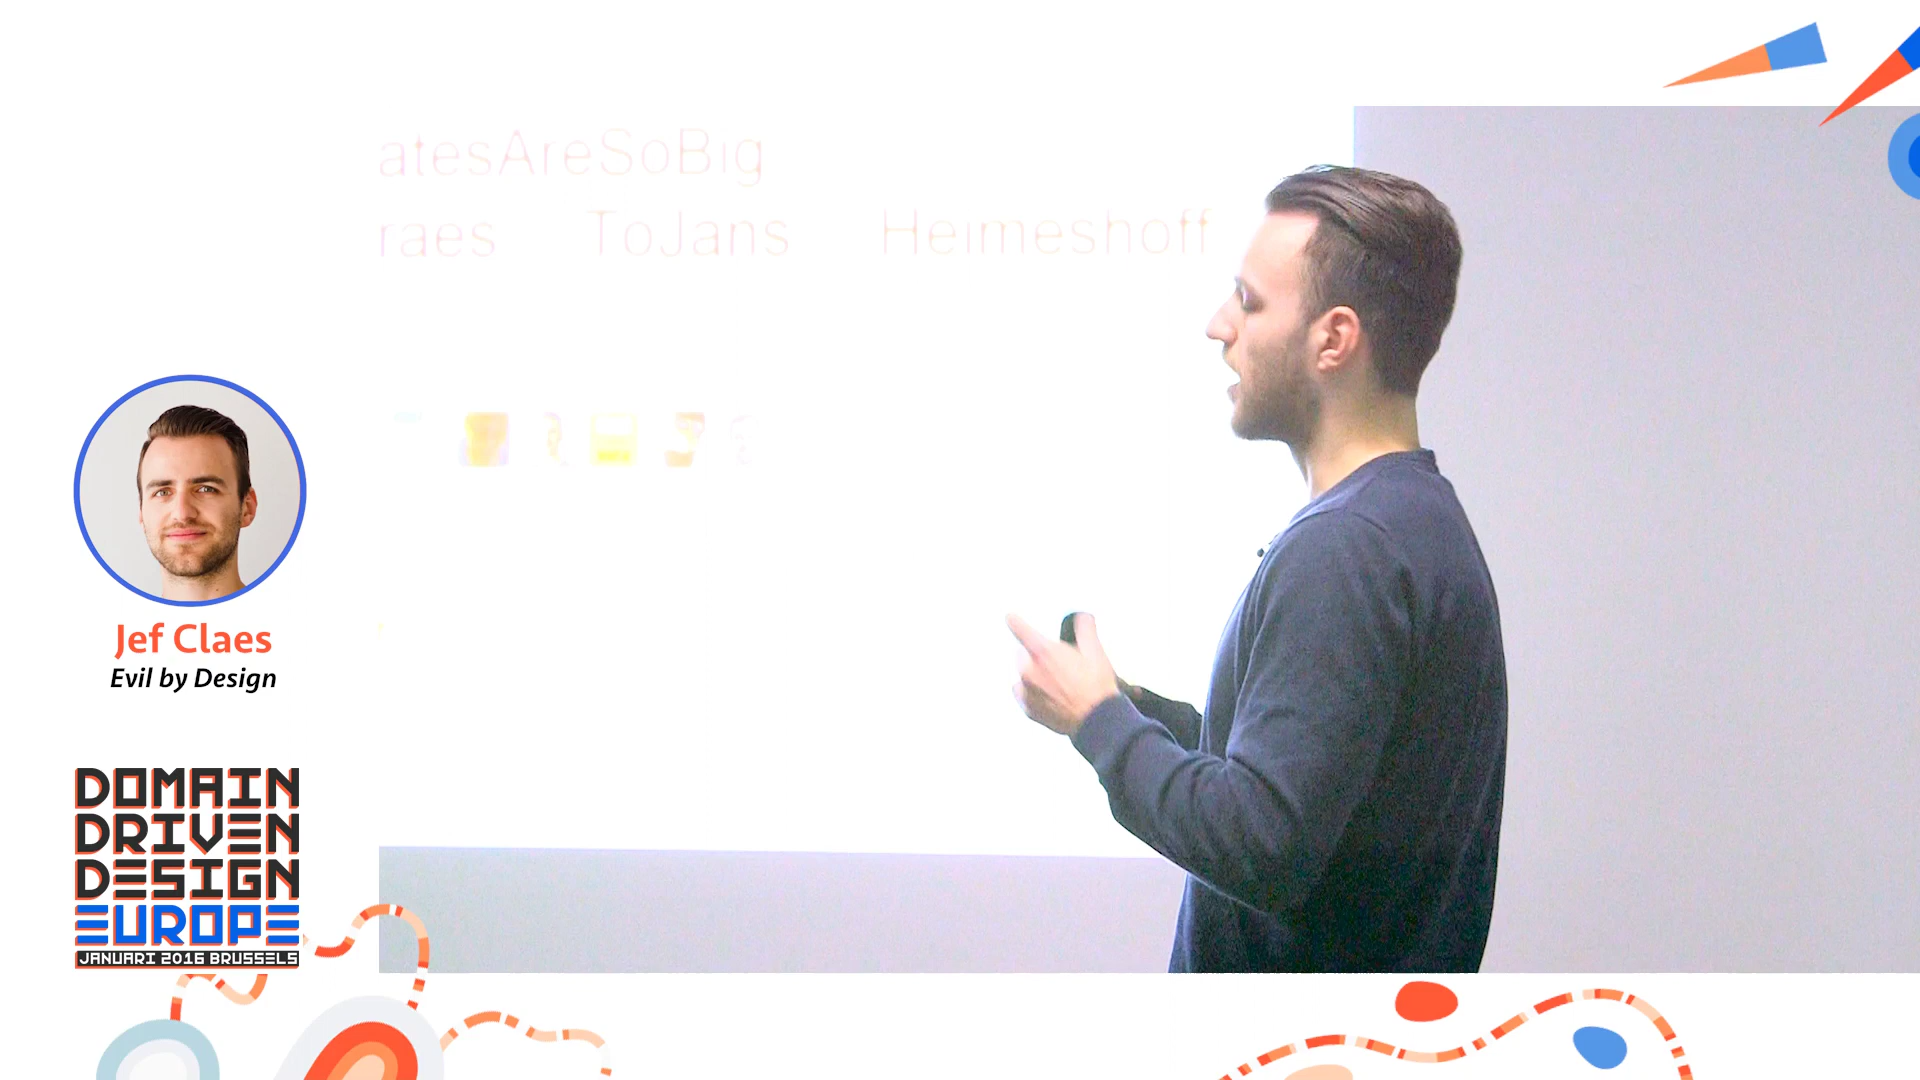 atesAreSoBig
raes ToJans Heimeshoff
Jef Claes
Evil by Design
DOMAIN
DRIVEN
DESIGN
EUROPE
JANUARI 2016 BRUSSELS